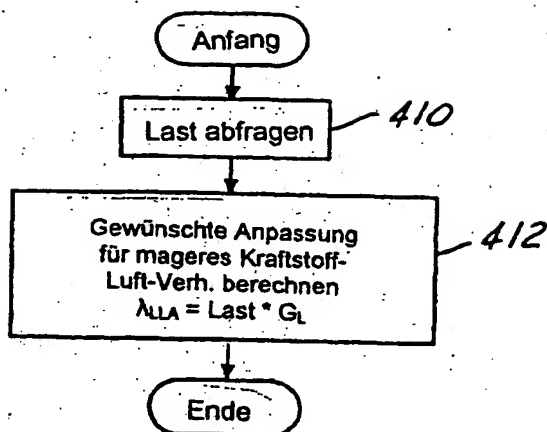 Anfang
Last abfragen
410
Gewünschte Anpassung
für mageres Kraftstoff-
Luft-Verh. berechnen
λLLA = Last * GL
412
Ende